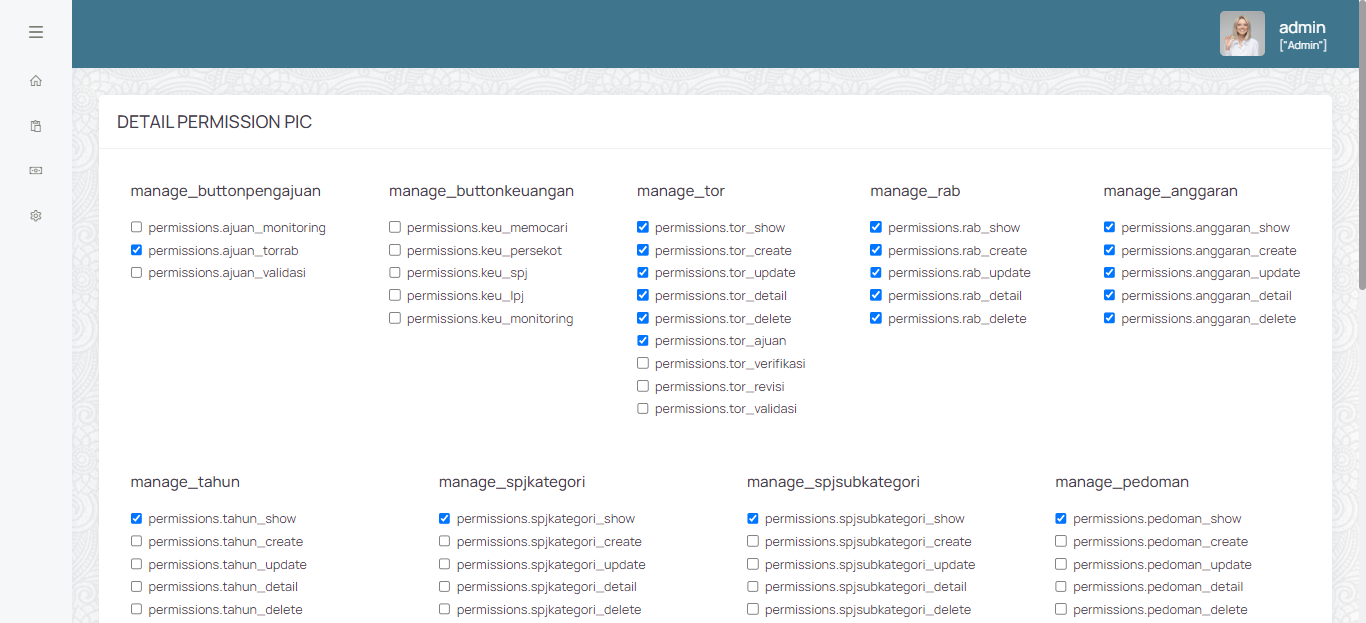 admin
["Admin"]
DETAIL PERMISSION PIC
manage_buttonpengajuan
permissions.ajuan_monitoring
permissions.ajuan_torrab
permissions.ajuan_validasi
manage_buttonkeuangan
permissions.keu_memocari
permissions.keu_persekot
permissions.keu_spj
permissions.keu_lpj
permissions.keu_monitoring
manage_tor
permissions.tor_show
permissions.tor_create
permissions.tor_update
permissions.tor_detail
permissions.tor_delete
permissions.tor_ajuan
permissions.tor_verifikasi
permissions.tor_revisi
permissions.tor_validasi
manage_rab
permissions.rab_show
permissions.rab_create
permissions.rab_update
permissions.rab_detail
permissions.rab_delete
manage_anggaran
permissions.anggaran_show
permissions.anggaran_create
permissions.anggaran_update
permissions.anggaran_detail
permissions.anggaran_delete
manage_tahun
permissions.tahun_show
permissions.tahun_create
permissions.tahun_update
permissions.tahun_detail
permissions.tahun_delete
manage_spjkategori
permissions.spjkategori_show
permissions.spjkategori_create
permissions.spjkategori_update
permissions.spjkategori_detail
permissions.spjkategori_delete
manage_spjsubkategori
permissions.spjsubkategori_show
permissions.spjsubkategori_create
permissions.spjsubkategori_update
permissions.spjsubkategori_detail
permissions.spjsubkategori_delete
manage_pedoman
permissions.pedoman_show
permissions.pedoman_create
permissions.pedoman_update
permissions.pedoman_detail
permissions.pedoman_delete